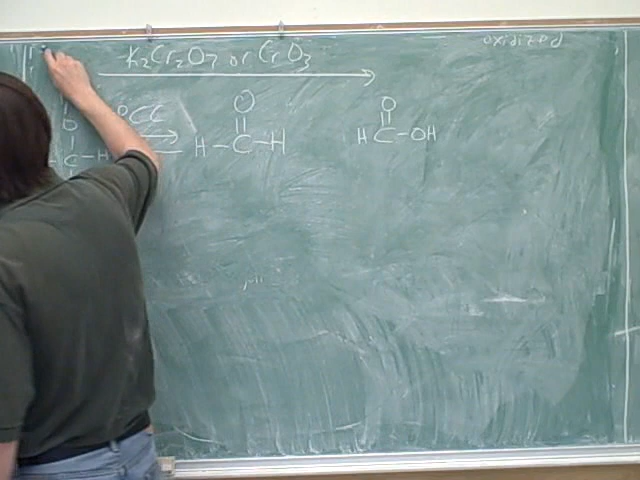 oxidized
K₂Cr₂O₇ or CrO₃
PCC
O O
O || ||
C-H H-C-H H C-OH